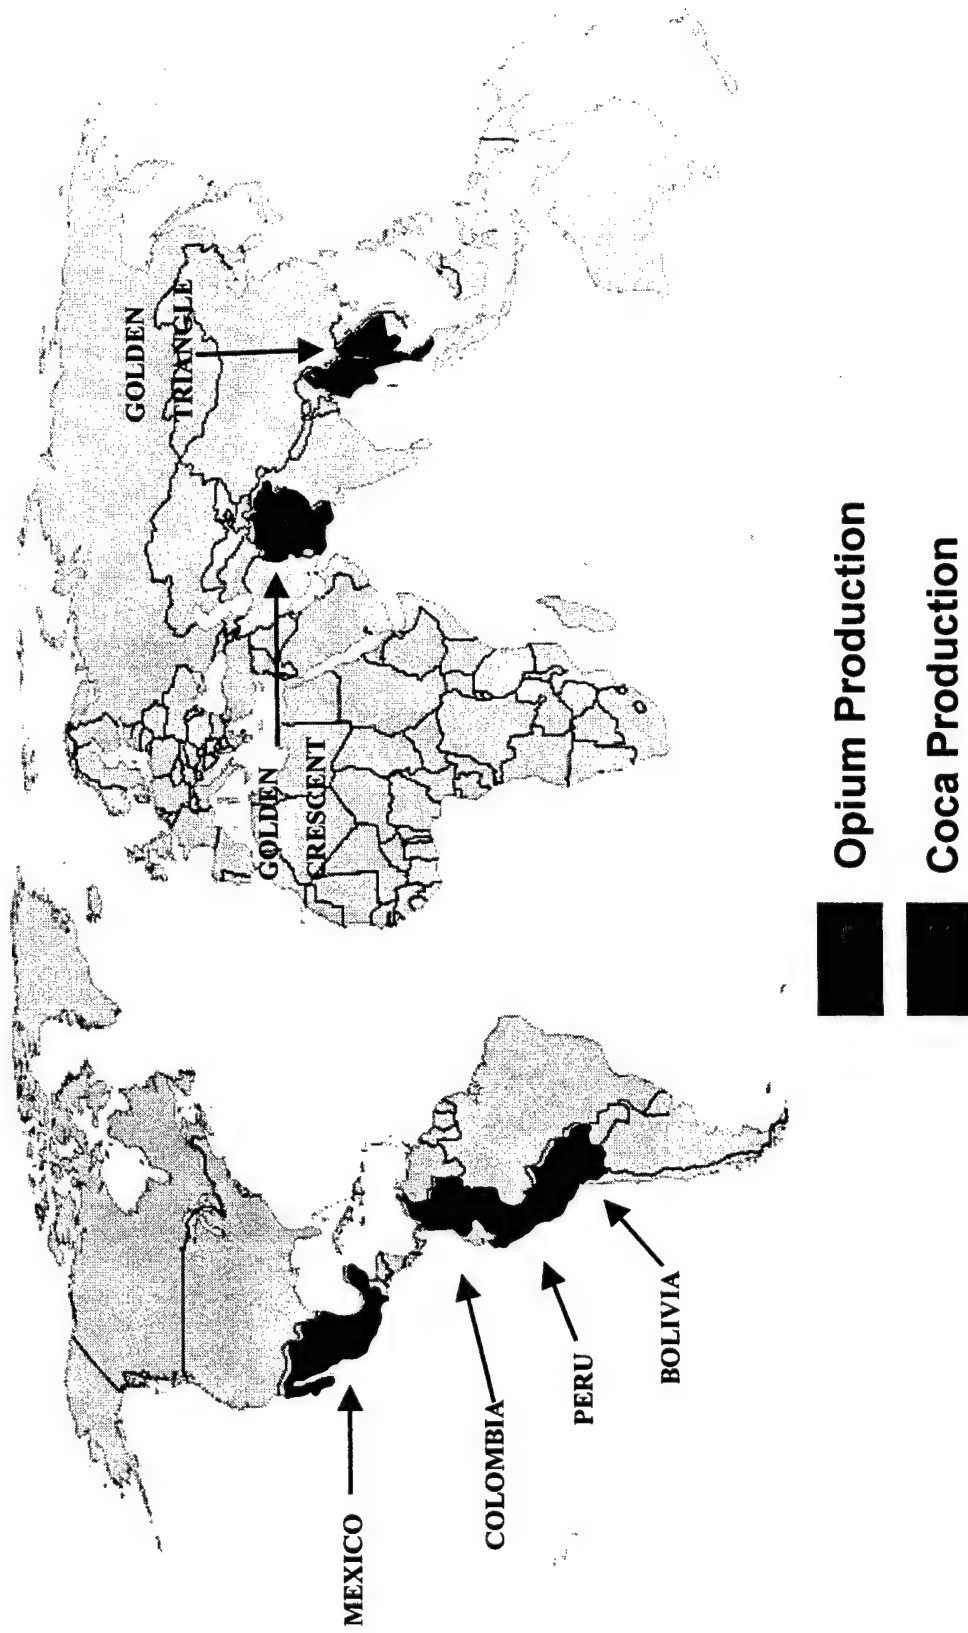 GOLDEN
TRIANGLE
GOLDEN
CRESCENT
MEXICO
COLOMBIA
PERU
BOLIVIA
Opium Production
Coca Production